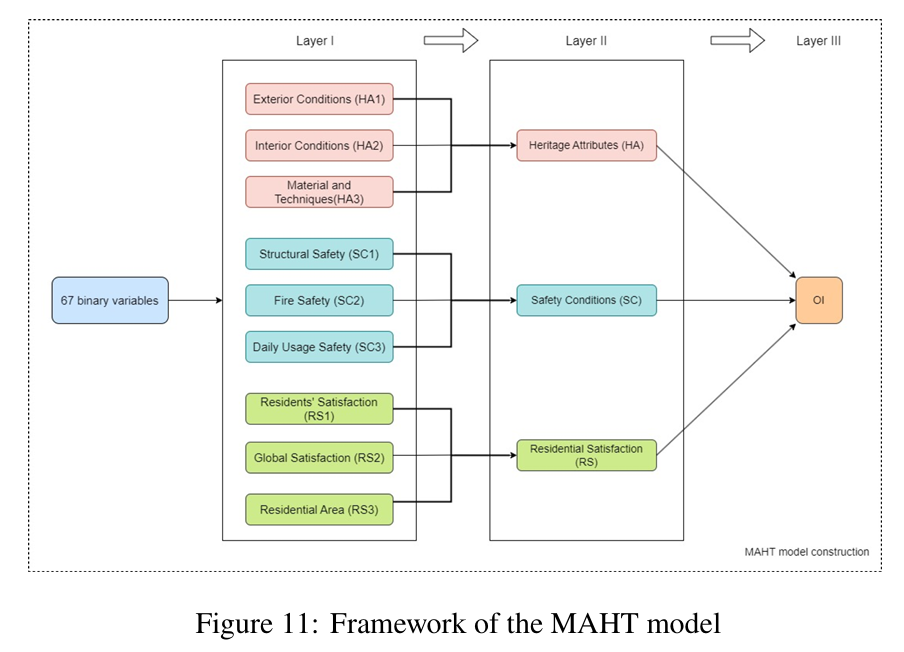 Layer I
Layer II
Layer III
Exterior Conditions (HA1)
Interior Conditions (HA2)
Material and
Techniques(HA3)
Heritage Attributes (HA)
Structural Safety (SC1)
Fire Safety (SC2)
Daily Usage Safety (SC3)
67 binary variables
Safety Conditions (SC)
OI
Residents' Satisfaction
(RS1)
Global Satisfaction (RS2)
Residential Area (RS3)
Residential Satisfaction
(RS)
MAHT model construction
Figure 11: Framework of the MAHT model